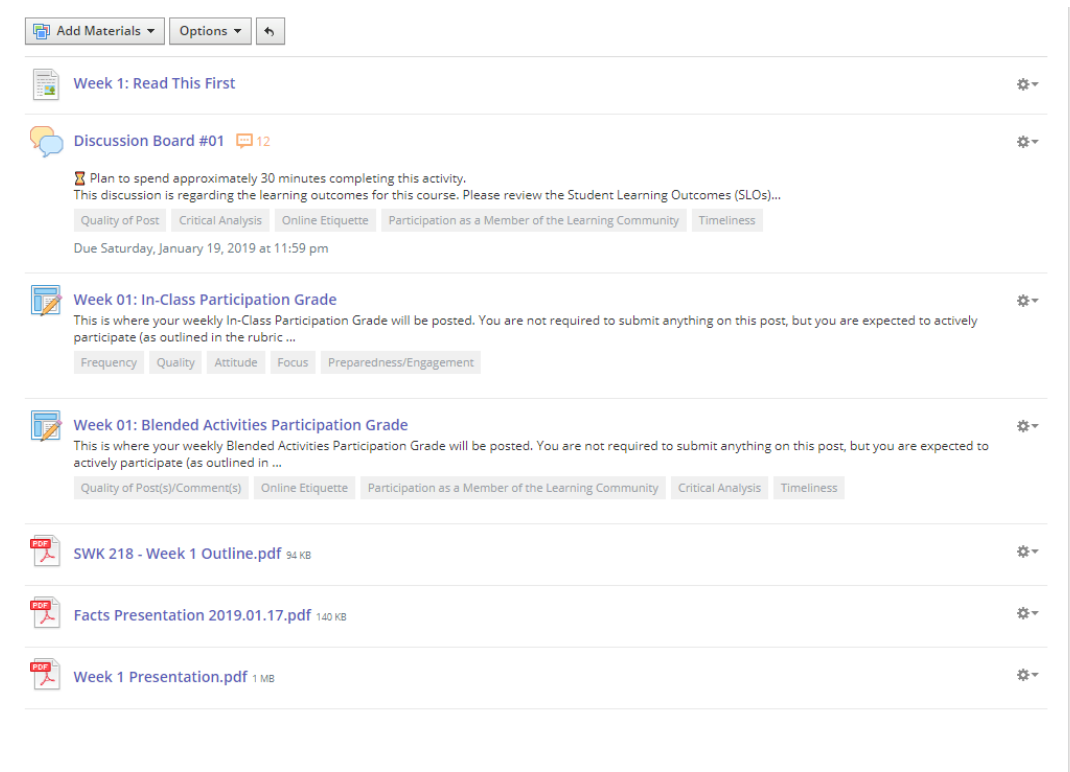 Add Materials Options
Week 1: Read This First
Discussion Board #01 12
Plan to spend approximately 30 minutes completing this activity.
This discussion is regarding the learning outcomes for this course. Please review the Student Learning Outcomes (SLOs)...
Quality of Post Critical Analysis Online Etiquette Participation as a Member of the Learning Community Timeliness
Due Saturday, January 19, 2019 at 11:59 pm
Week 01: In-Class Participation Grade
This is where your weekly In-Class Participation Grade will be posted. You are not required to submit anything on this post, but you are expected to actively
participate (as outlined in the rubric ...
Frequency Quality Attitude Focus Preparedness/Engagement
Week 01: Blended Activities Participation Grade
This is where your weekly Blended Activities Participation Grade will be posted. You are not required to submit anything on this post, but you are expected to
actively participate (as outlined in ...
Quality of Post(s)/Comment(s) Online Etiquette Participation as a Member of the Learning Community Critical Analysis Timeliness
PDF SWK 218 - Week 1 Outline.pdf 94 KB
PDF Facts Presentation 2019.01.17.pdf 140 KB
PDF Week 1 Presentation.pdf 1 MB